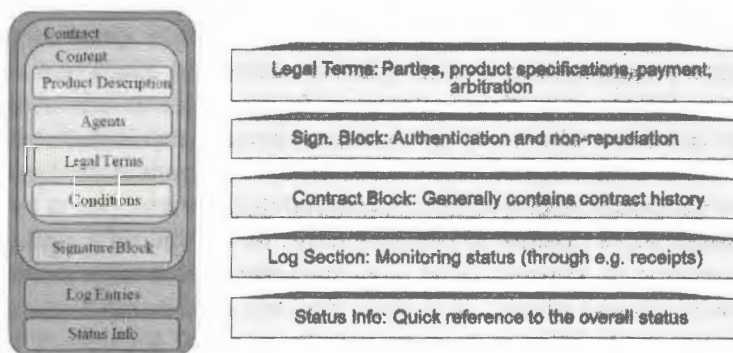 Contract
Content
Product Description
Agents
Legal Terms
Conditions
Signature Block
Log Entries
Status Info
Legal Terms: Parties, product specifications, payment,
arbitration
Sign. Block: Authentication and non-repudiation
Contract Block: Generally contains contract history
Log Section: Monitoring status (through e.g. receipts)
Status Info: Quick reference to the overall status